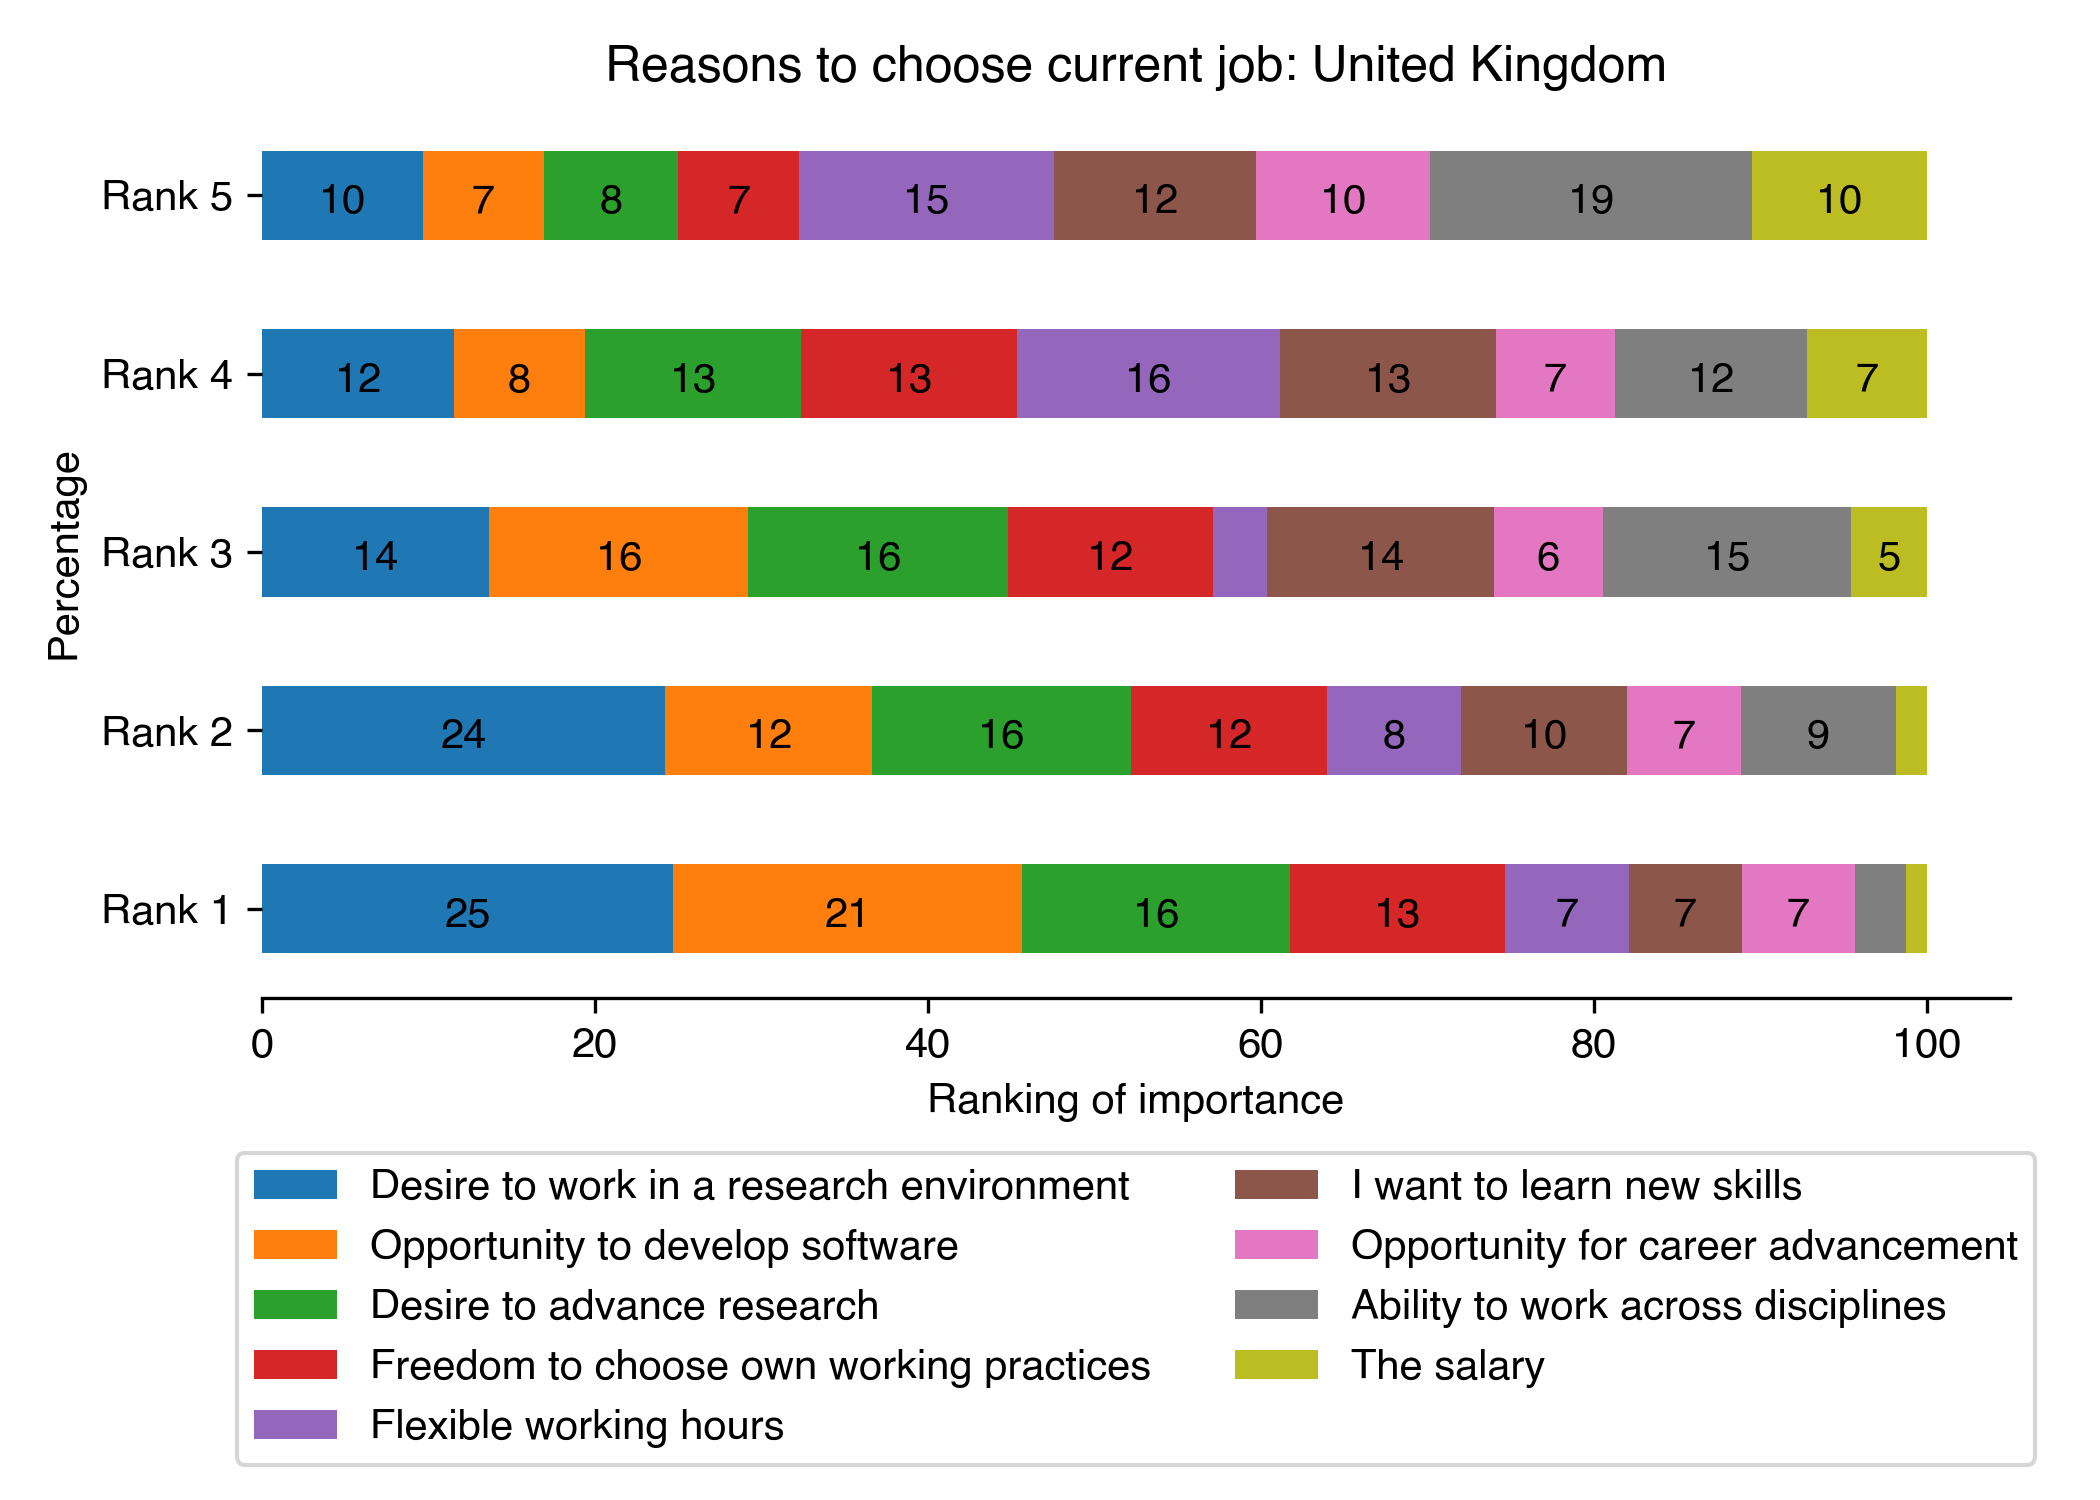 Reasons to choose current job: United Kingdom
Rank 5 10 7 8 7 15 12 10 19 10
Rank 4 12 8 13 13 16 13 7 12 7
Percentage
Rank 3 14 16 16 12 14 6 15 5
Rank 2 24 12 16 12 8 10 7 9
Rank 1 25 21 16 13 7 7 7
0 20 40 60 80 100
Ranking of importance
Desire to work in a research environment
Opportunity to develop software
Desire to advance research
Freedom to choose own working practices
Flexible working hours
I want to learn new skills
Opportunity for career advancement
Ability to work across disciplines
The salary